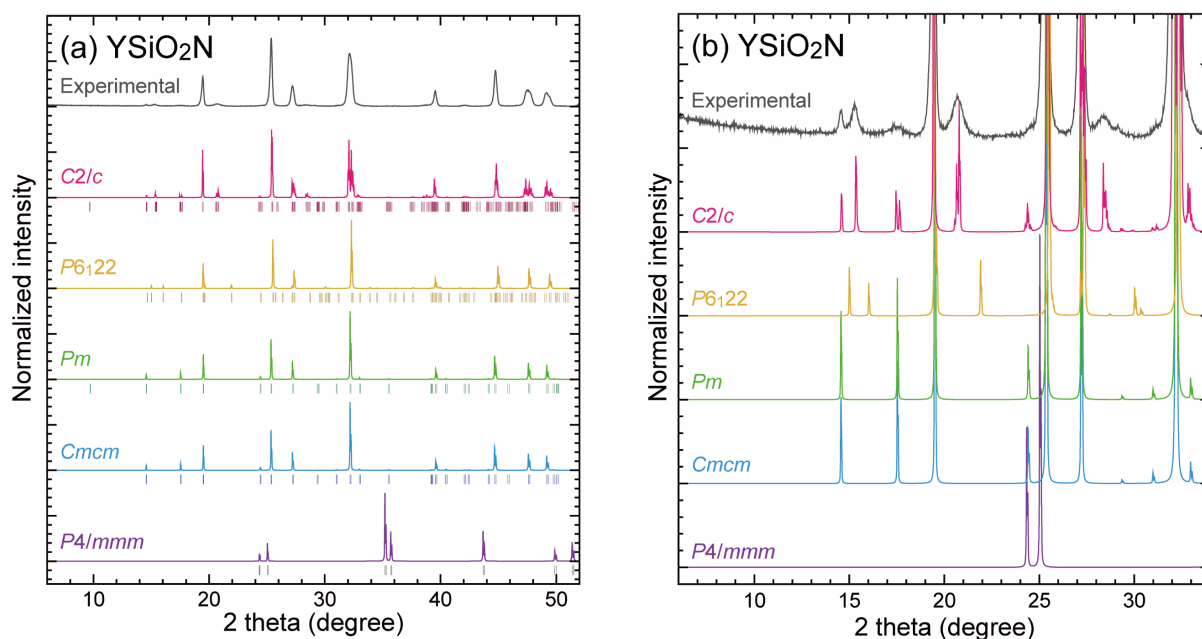 (a) YSiO₂N
Experimental
C2/c
P6₁22
Pm
Cmcm
P4/mmm
Normalized intensity
10 20 30 40 50
2 theta (degree)
(b) YSiO₂N
Experimental
C2/c
P6₁22
Pm
Cmcm
P4/mmm
Normalized intensity
10 15 20 25 30
2 theta (degree)